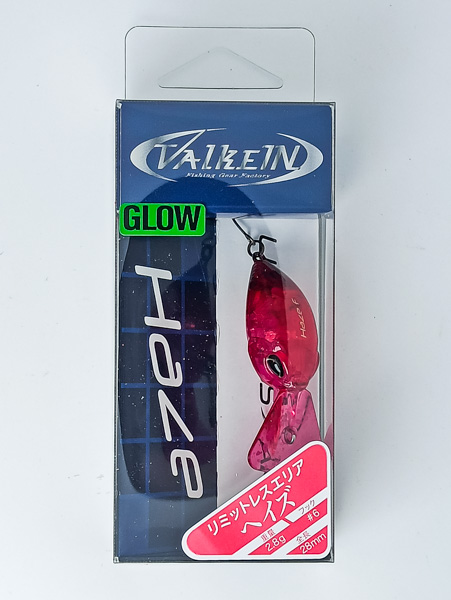 VALKEIN
Fishing Gear Factory
GLOW
Haze
Haze F
リミットレスエリア
ヘイズ
重量 2.8g
フック #6
全長 28mm